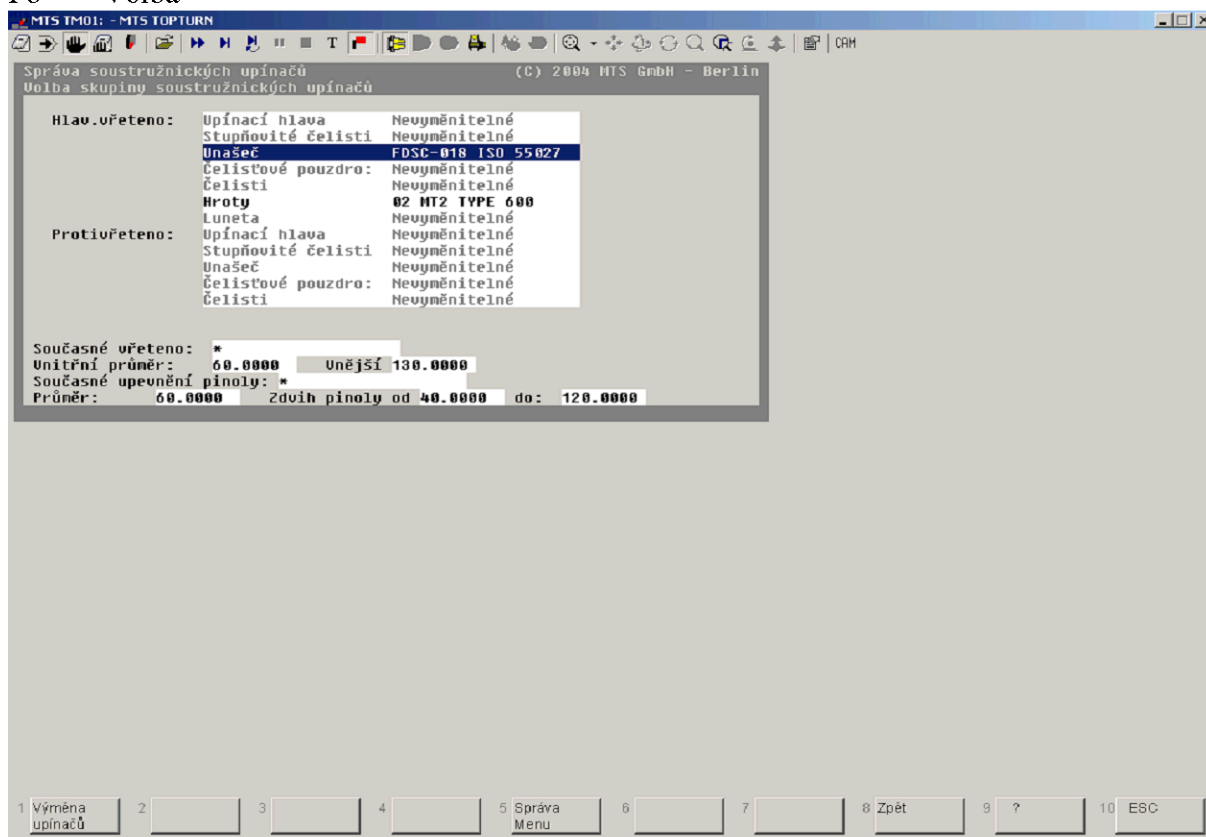 MTS TM01: - MTS TOPTURN
T CAM
Správa soustružnických upínačů (C) 2004 MTS GmbH - Berlin
Volba skupiny soustružnických upínačů
Hlav.vřeteno: Upínací hlava Nevyměnitelné
Stupňovité čelisti Nevyměnitelné
Unašeč FDSC-018 ISO 55027
Čelisťové pouzdro: Nevyměnitelné
Čelisti Nevyměnitelné
Hroty 02 MT2 TYPE 600
Luneta Nevyměnitelné
Protivřeteno: Upínací hlava Nevyměnitelné
Stupňovité čelisti Nevyměnitelné
Unašeč Nevyměnitelné
Čelisťové pouzdro: Nevyměnitelné
Čelisti Nevyměnitelné
Současné vřeteno: *
Vnitřní průměr: 60.0000 Vnější 130.0000
Současné upevnění pinoly: *
Průměr: 60.0000 Zdvih pinoly od 40.0000 do: 120.0000
1 Výměna upínačů 2 3 4 5 Správa Menu 6 7 8 Zpět 9 ? 10 ESC